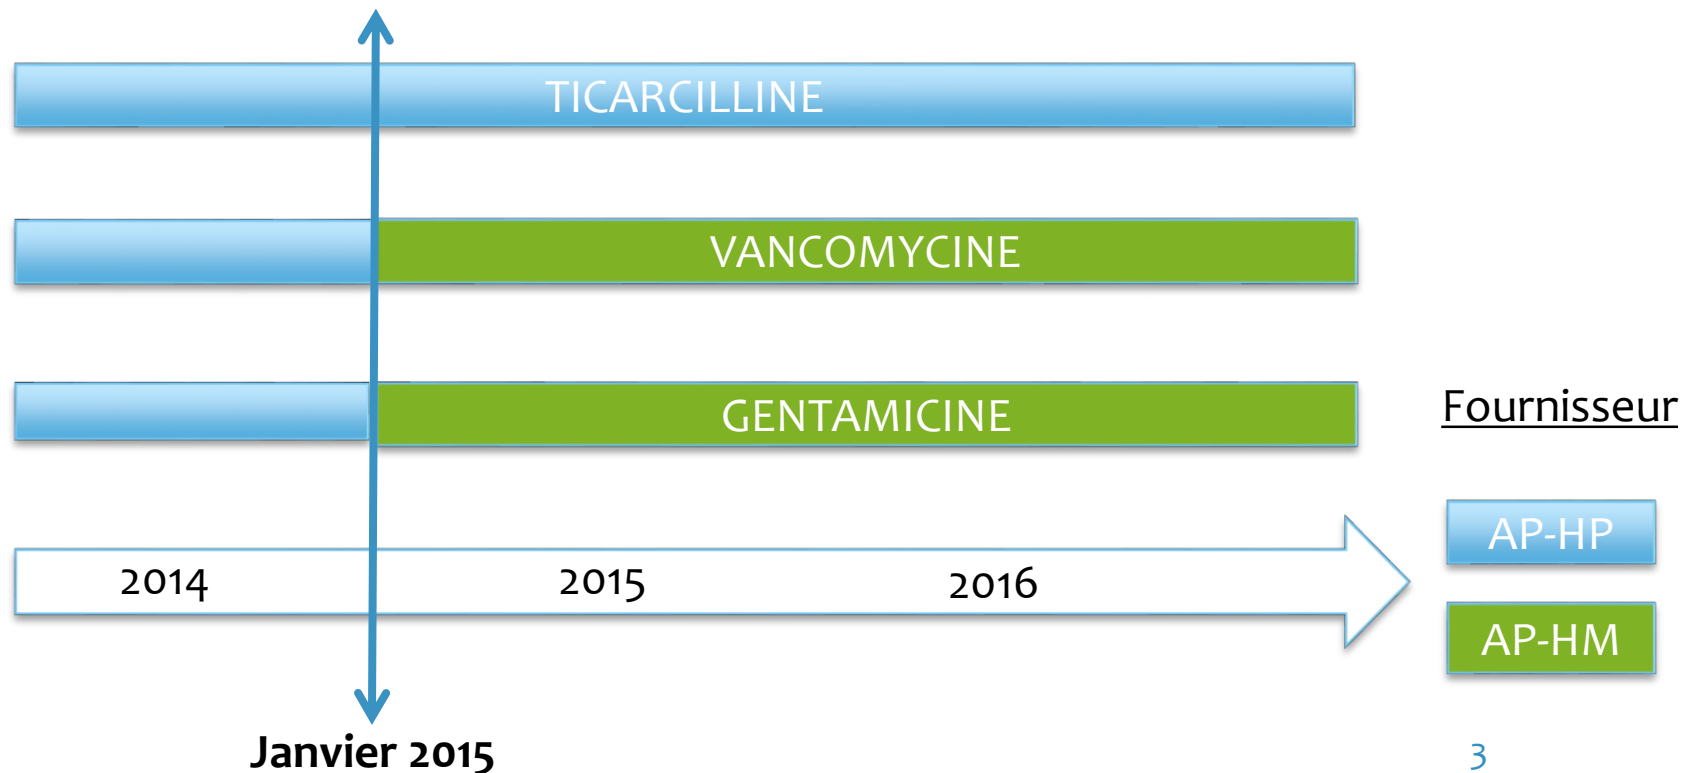 TICARCILLINE
VANCOMYCINE
GENTAMICINE
Fournisseur
AP-HP
2014 2015 2016
AP-HM
Janvier 2015
3